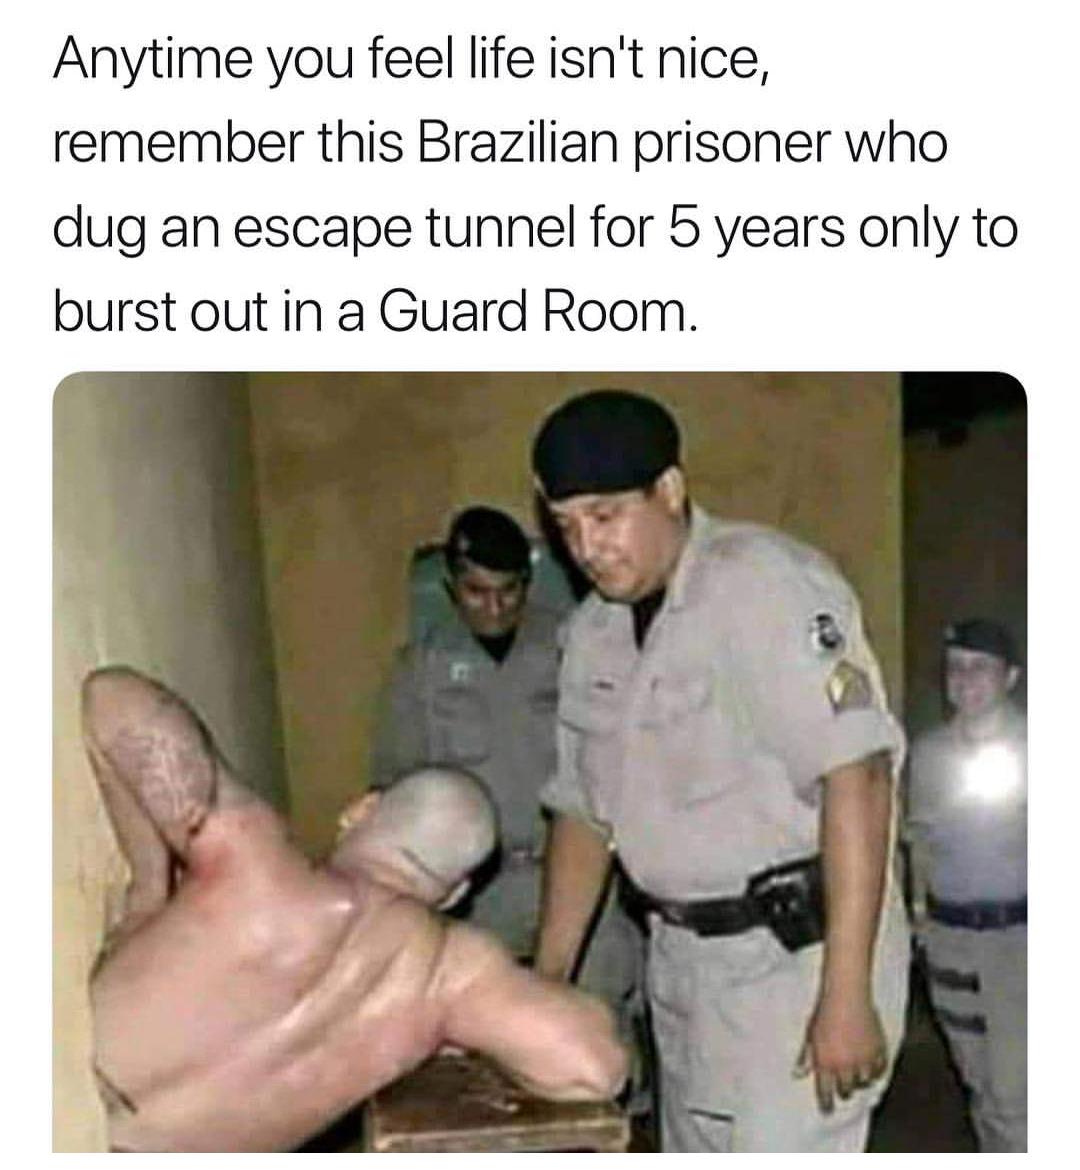 Anytime you feel life isn't nice,
remember this Brazilian prisoner who
dug an escape tunnel for 5 years only to
burst out in a Guard Room.